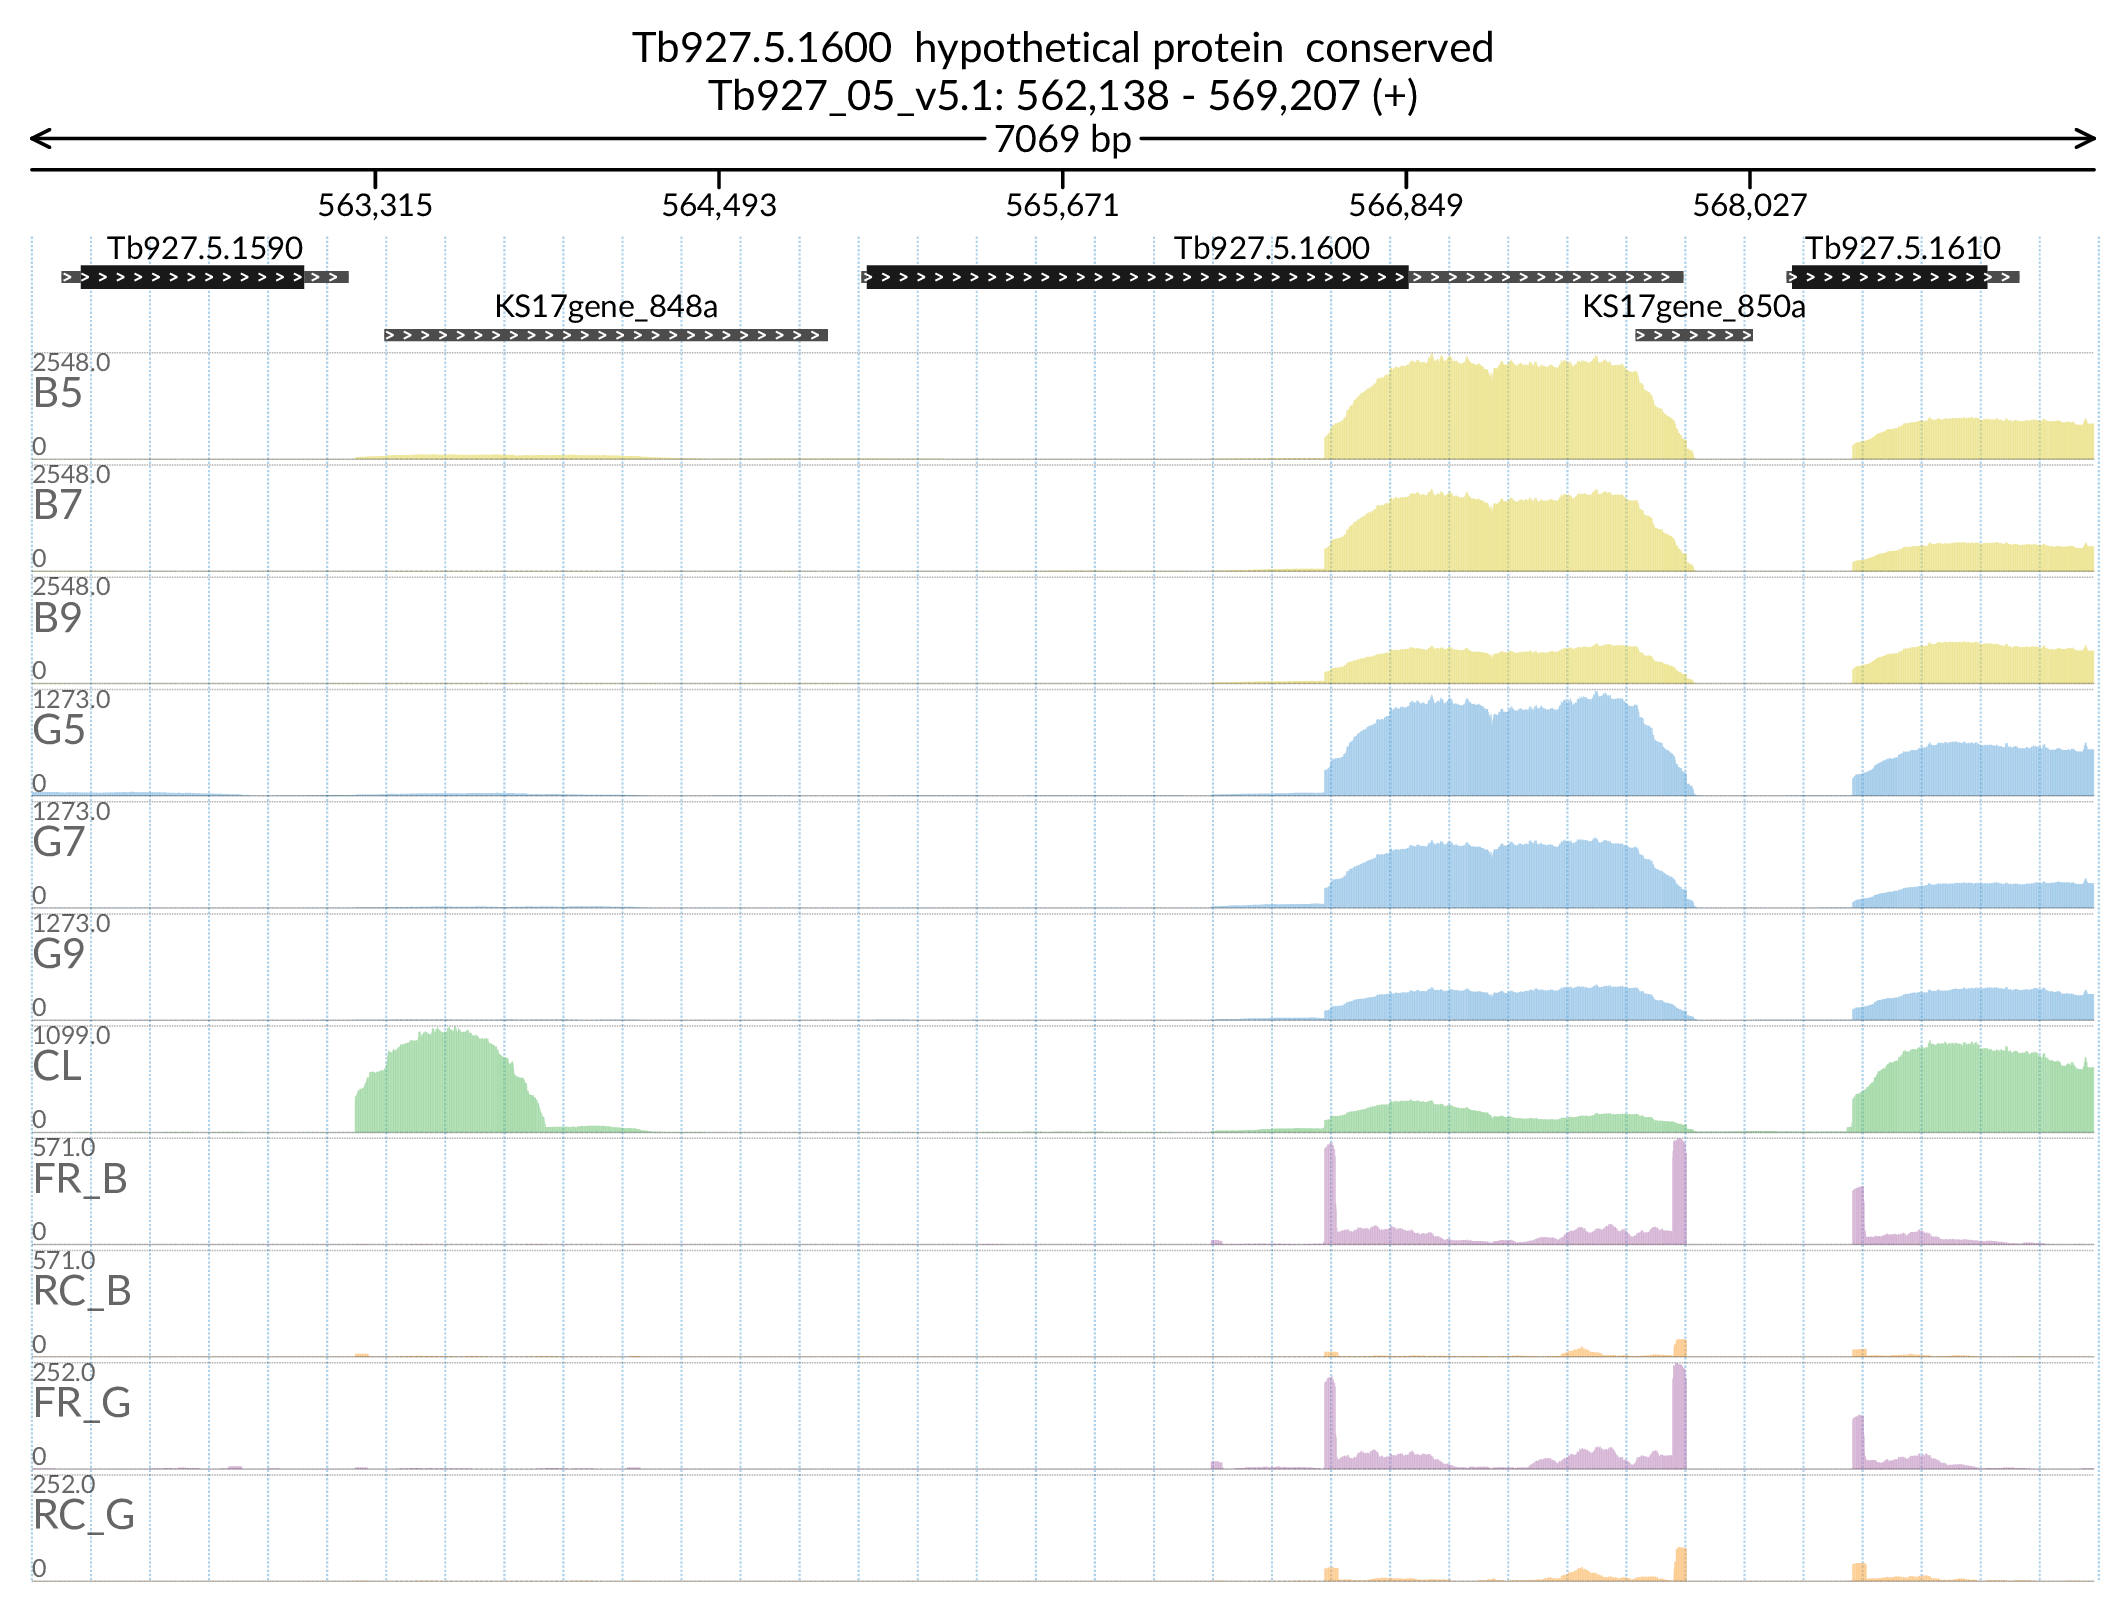 Tb927.5.1600  hypothetical protein  conserved
Tb927_05_v5.1: 562,138 - 569,207 (+)
7069 bp
563,315 564,493 565,671 566,849 568,027
Tb927.5.1590 Tb927.5.1600 Tb927.5.1610
KS17gene_848a KS17gene_850a
2548.0
B5
0
2548.0
B7
0
2548.0
B9
0
1273.0
G5
0
1273.0
G7
0
1273.0
G9
0
1099.0
CL
0
571.0
FR_B
0
571.0
RC_B
0
252.0
FR_G
0
252.0
RC_G
0